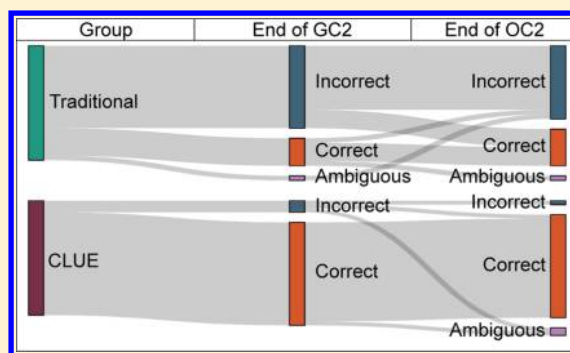 Group End of GC2 End of OC2
Incorrect Incorrect
Traditional
Correct Correct
Ambiguous Ambiguous
Incorrect Incorrect
CLUE Correct Correct
Ambiguous